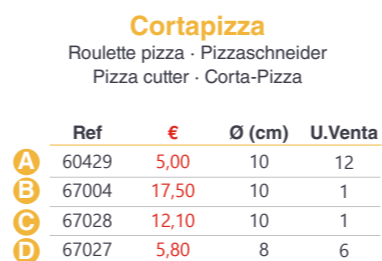 Cortapizza
Roulette pizza · Pizzaschneider
Pizza cutter · Corta-Pizza
Ref € Ø (cm) U.Venta
A 60429 5,00 10 12
B 67004 17,50 10 1
C 67028 12,10 10 1
D 67027 5,80 8 6